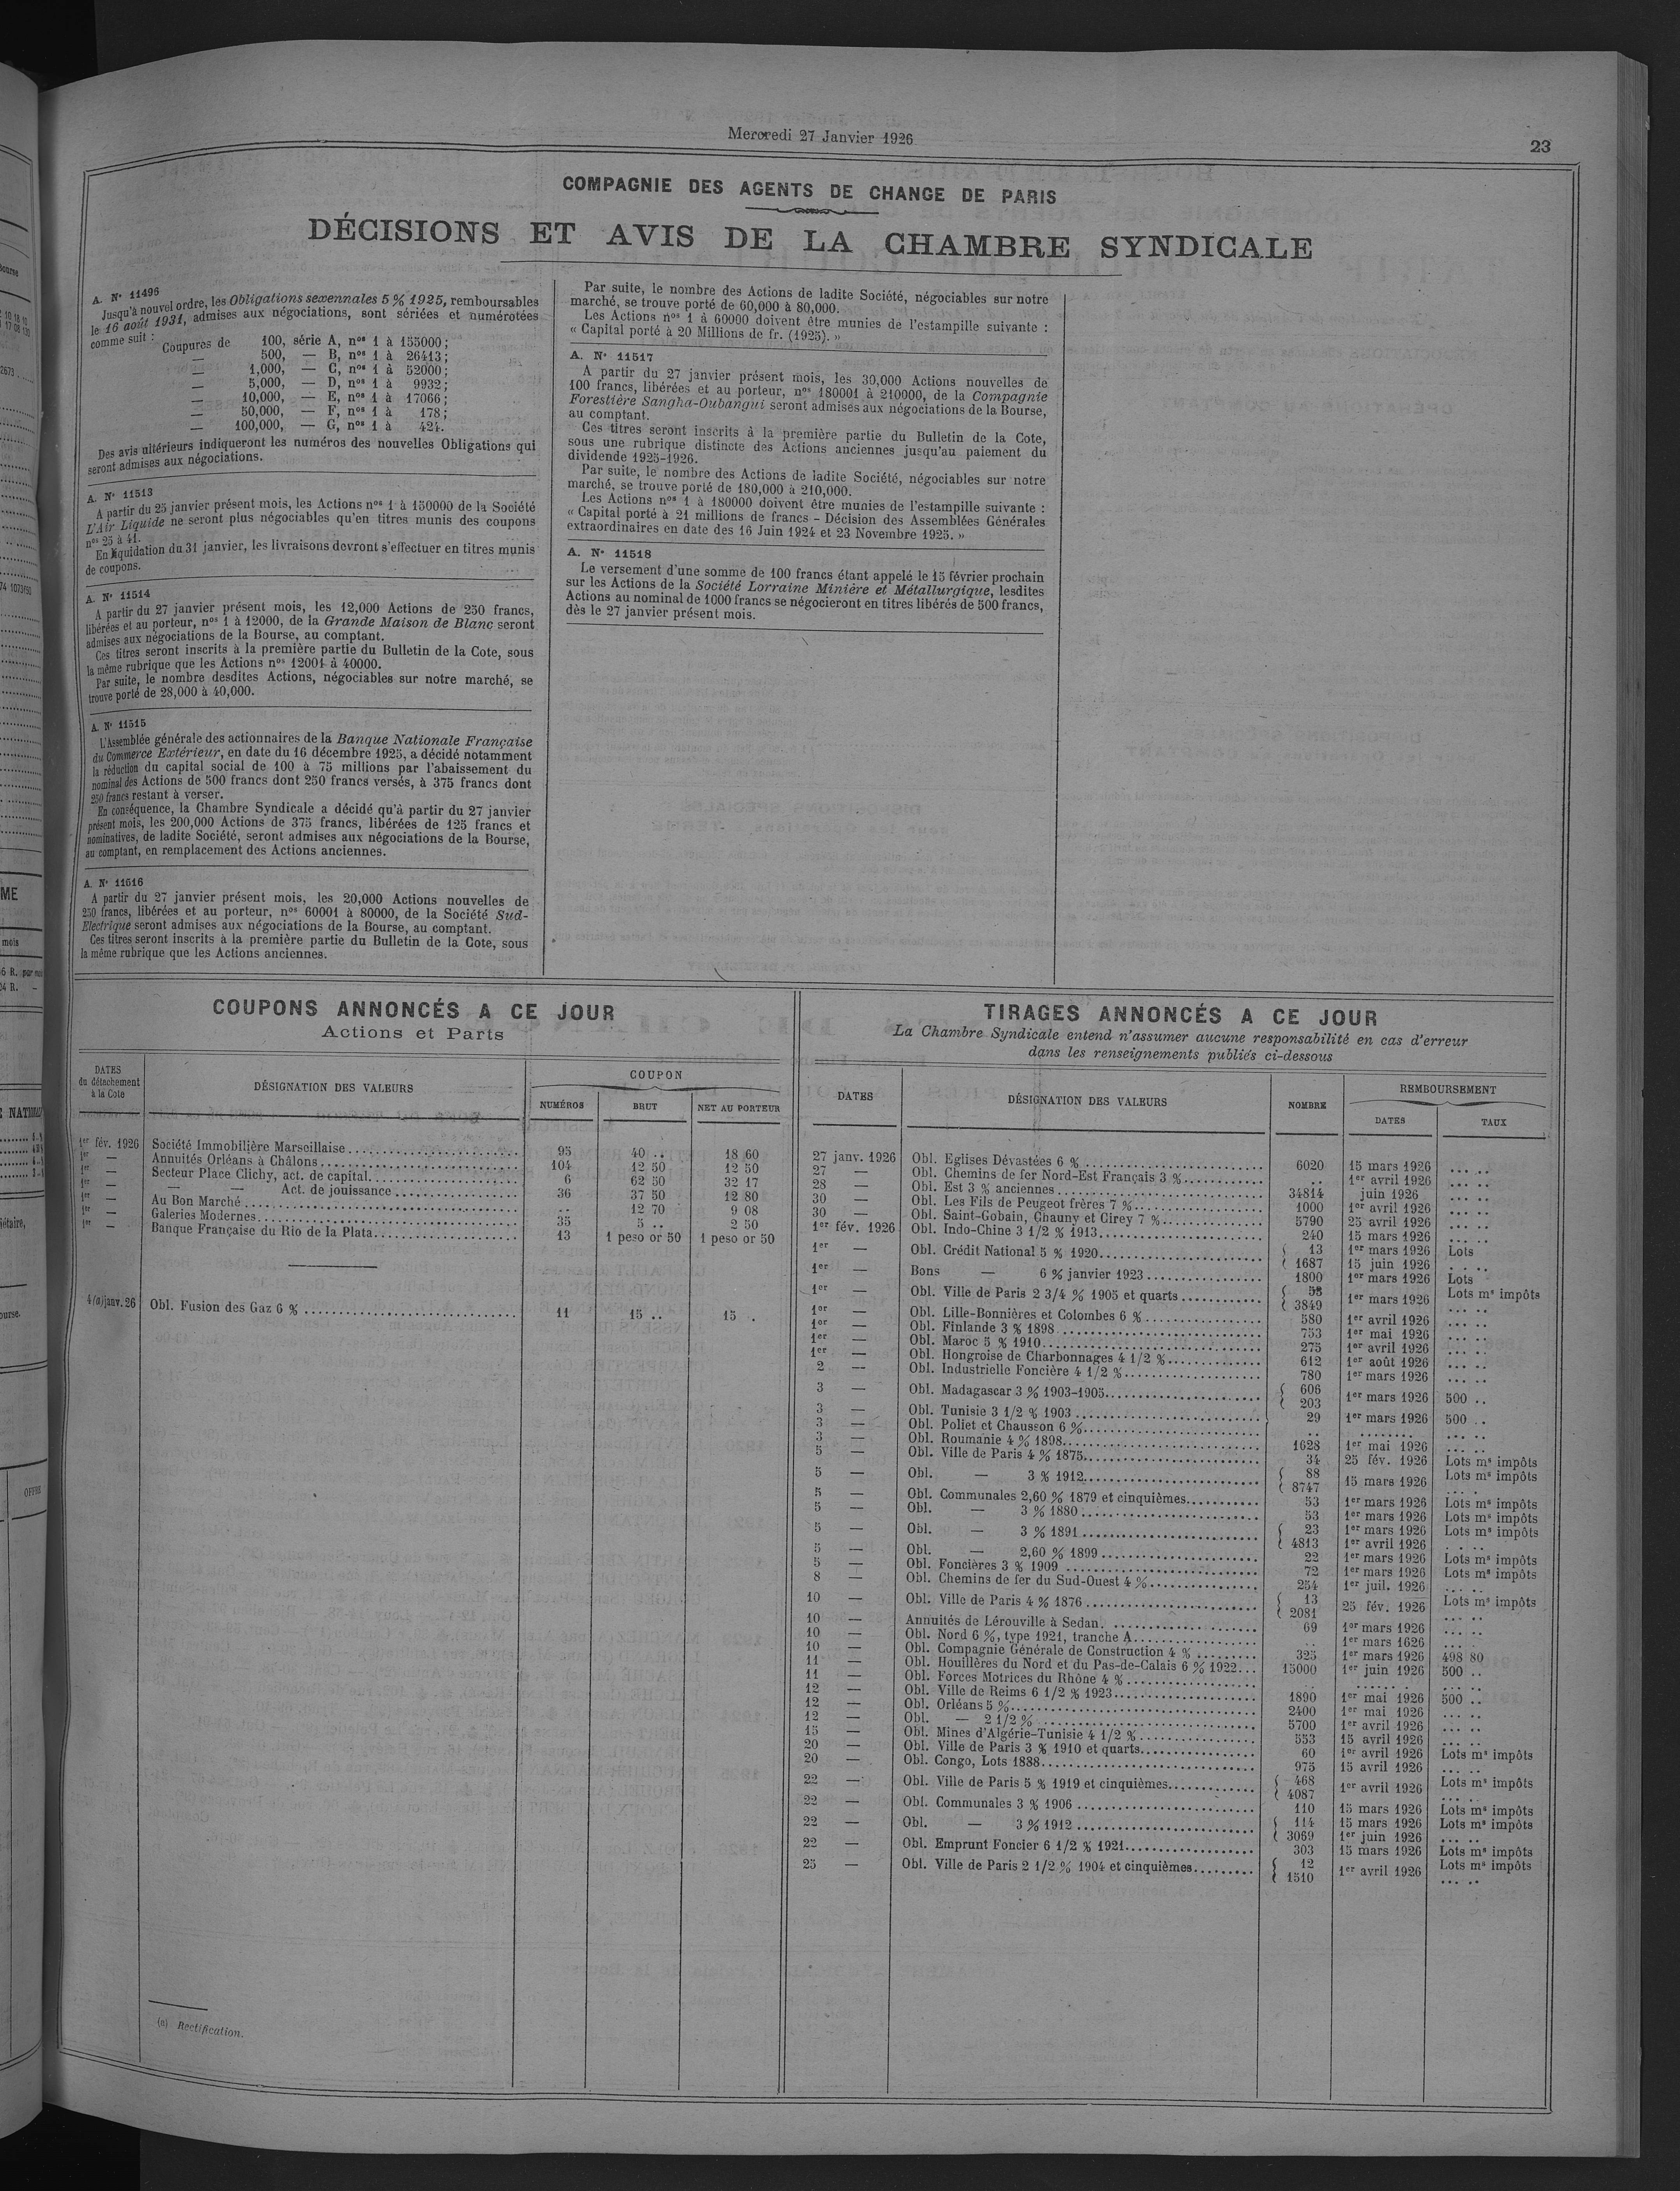 Mercredi 27 Janvier 1926
23
COMPAGNIE DES AGENTS DE CHANGE DE PARIS
DÉCISIONS ET AVIS DE LA CHAMBRE SYNDICALE
A. N° 11496
Jusqu'à nouvel ordre, les Obligations sexennales 5 % 1925, remboursables
le 16 août 1931, admises aux négociations, sont sériées et numérotées
comme suit :
Coupures de 100, série A, nos 1 à 155000;
— 500, — B, nos 1 à 26413;
— 1,000, — C, nos 1 à 52000;
— 5,000, — D, nos 1 à 9932;
— 10,000, — E, nos 1 à 17066;
— 50,000, — F, nos 1 à 178;
— 100,000, — G, nos 1 à 424.
Des avis ultérieurs indiqueront les numéros des nouvelles Obligations qui
seront admises aux négociations.
A. N° 11513
A partir du 25 janvier présent mois, les Actions nos 1 à 150000 de la Société
L'Air Liquide ne seront plus négociables qu'en titres munis des coupons
nos 25 à 41.
En liquidation du 31 janvier, les livraisons devront s'effectuer en titres munis
de coupons.
A. N° 11514
A partir du 27 janvier présent mois, les 12,000 Actions de 250 francs,
libérées et au porteur, nos 1 à 12000, de la Grande Maison de Blanc seront
admises aux négociations de la Bourse, au comptant.
Ces titres seront inscrits à la première partie du Bulletin de la Cote, sous
la même rubrique que les Actions nos 12001 à 40000.
Par suite, le nombre desdites Actions, négociables sur notre marché, se
trouve porté de 28,000 à 40,000.
A. N° 11515
L'Assemblée générale des actionnaires de la Banque Nationale Française
du Commerce Extérieur, en date du 16 décembre 1925, a décidé notamment
la réduction du capital social de 100 à 75 millions par l'abaissement du
nominal des Actions de 500 francs dont 250 francs versés, à 375 francs dont
250 francs restant à verser.
En conséquence, la Chambre Syndicale a décidé qu'à partir du 27 janvier
présent mois, les 200,000 Actions de 375 francs, libérées de 125 francs et
nominatives, de ladite Société, seront admises aux négociations de la Bourse,
au comptant, en remplacement des Actions anciennes.
A. N° 11516
A partir du 27 janvier présent mois, les 20,000 Actions nouvelles de
250 francs, libérées et au porteur, nos 60001 à 80000, de la Société Sud-
Electrique seront admises aux négociations de la Bourse, au comptant.
Ces titres seront inscrits à la première partie du Bulletin de la Cote, sous
la même rubrique que les Actions anciennes.
Par suite, le nombre des Actions de ladite Société, négociables sur notre
marché, se trouve porté de 60,000 à 80,000.
Les Actions nos 1 à 60000 doivent être munies de l'estampille suivante :
« Capital porté à 20 Millions de fr. (1925). »
A. N° 11517
A partir du 27 janvier présent mois, les 30,000 Actions nouvelles de
100 francs, libérées et au porteur, nos 180001 à 210000, de la Compagnie
Forestière Sangha-Oubangui seront admises aux négociations de la Bourse,
au comptant.
Ces titres seront inscrits à la première partie du Bulletin de la Cote,
sous une rubrique distincte des Actions anciennes jusqu'au paiement du
dividende 1925-1926.
Par suite, le nombre des Actions de ladite Société, négociables sur notre
marché, se trouve porté de 180,000 à 210,000.
Les Actions nos 1 à 180000 doivent être munies de l'estampille suivante :
« Capital porté à 21 millions de francs – Décision des Assemblées Générales
extraordinaires en date des 16 Juin 1924 et 23 Novembre 1925. »
A. N° 11518
Le versement d'une somme de 100 francs étant appelé le 15 février prochain
sur les Actions de la Société Lorraine Minière et Métallurgique, lesdites
Actions au nominal de 1000 francs se négocieront en titres libérés de 500 francs,
dès le 27 janvier présent mois.
COUPONS ANNONCÉS A CE JOUR
Actions et Parts
DATES du détachement à la Cote | DÉSIGNATION DES VALEURS | COUPON
NUMÉROS | BRUT | NET AU PORTEUR
1er fév. 1926 Société Immobilière Marseillaise 95 40 .. 18 60
1er — Annuités Orléans à Châlons 104 12 50 12 50
1er — Secteur Place Clichy, act. de capital 6 62 50 32 17
1er — — — Act. de jouissance 36 37 50 12 80
1er — Au Bon Marché .. 12 70 9 08
1er — Galeries Modernes 35 5 .. 2 50
1er — Banque Française du Rio de la Plata 13 1 peso or 50 1 peso or 50
4(a) janv. 26 Obl. Fusion des Gaz 6 % 11 15 .. 15 .
(a) Rectification.
TIRAGES ANNONCÉS A CE JOUR
La Chambre Syndicale entend n'assumer aucune responsabilité en cas d'erreur
dans les renseignements publiés ci-dessous
DATES | DÉSIGNATION DES VALEURS | NOMBRE | REMBOURSEMENT
DATES | TAUX
27 janv. 1926 Obl. Eglises Dévastées 6 % 6020 15 mars 1926 ... ..
27 — Obl. Chemins de fer Nord-Est Français 3 % .. 1er avril 1926 ... ..
28 — Obl. Est 3 % anciennes 34814 juin 1926 ... ..
30 — Obl. Les Fils de Peugeot frères 7 % 1000 1er avril 1926 ... ..
30 — Obl. Saint-Gobain, Chauny et Cirey 7 % 5790 25 avril 1926 ... ..
1er fév. 1926 Obl. Indo-Chine 3 1/2 % 1913 240 15 mars 1926 ... ..
1er — Obl. Crédit National 5 % 1920 13 1er mars 1926 Lots
1687 15 juin 1926 ... ..
1er — Bons — 6 % janvier 1923 1800 1er mars 1926 Lots
1er — Obl. Ville de Paris 2 3/4 % 1905 et quarts 58 1er mars 1926 Lots ms impôts
3849 ... ..
1er — Obl. Lille-Bonnières et Colombes 6 % 580 1er avril 1926 ... ..
1er — Obl. Finlande 3 % 1898 753 1er mai 1926 ... ..
1er — Obl. Maroc 5 % 1910 275 1er avril 1926 ... ..
1er — Obl. Hongroise de Charbonnages 4 1/2 % 612 1er août 1926 ... ..
2 — Obl. Industrielle Foncière 4 1/2 % 780 1er mars 1926 ... ..
3 — Obl. Madagascar 3 % 1903-1905 606 1er mars 1926 500 ..
203
3 — Obl. Tunisie 3 1/2 % 1903 29 1er mars 1926 500 ..
3 — Obl. Poliet et Chausson 6 % .. ........ ... ..
3 — Obl. Roumanie 4 % 1898 1628 1er mai 1926 ... ..
5 — Obl. Ville de Paris 4 % 1875 34 25 fév. 1926 Lots ms impôts
5 — Obl. — 3 % 1912 88 15 mars 1926 Lots ms impôts
8747 ... ..
5 — Obl. Communales 2,60 % 1879 et cinquièmes 53 1er mars 1926 Lots ms impôts
5 — Obl. — 3 % 1880 53 1er mars 1926 Lots ms impôts
5 — Obl. — 3 % 1891 23 1er mars 1926 Lots ms impôts
4813 1er avril 1926 ... ..
5 — Obl. — 2,60 % 1899 22 1er mars 1926 Lots ms impôts
5 — Obl. Foncières 3 % 1909 72 1er mars 1926 Lots ms impôts
8 — Obl. Chemins de fer du Sud-Ouest 4 % 254 1er juil. 1926 ... ..
10 — Obl. Ville de Paris 4 % 1876 13 25 fév. 1926 Lots ms impôts
2081 ... ..
10 — Annuités de Lérouville à Sedan 69 1er mars 1926 ... ..
10 — Obl. Nord 6 %, type 1921, tranche A .. 1er mars 1626 ... ..
10 — Obl. Compagnie Générale de Construction 4 % 325 1er mars 1926 498 80
11 — Obl. Houillères du Nord et du Pas-de-Calais 6 % 1922 15000 1er juin 1926 500 ..
11 — Obl. Forces Motrices du Rhône 4 % .. ...... ... ..
12 — Obl. Ville de Reims 6 1/2 % 1923 1890 1er mai 1926 500 ..
12 — Obl. Orléans 5 % 2400 1er mai 1926 ... ..
12 — Obl. — 2 1/2 % 5700 1er avril 1926 ... ..
15 — Obl. Mines d'Algérie-Tunisie 4 1/2 % 553 15 avril 1926 ... ..
20 — Obl. Ville de Paris 3 % 1910 et quarts 60 1er avril 1926 Lots ms impôts
20 — Obl. Congo, Lots 1888 975 15 avril 1926 ... ..
22 — Obl. Ville de Paris 5 % 1919 et cinquièmes 468 1er avril 1926 Lots ms impôts
4087 ... ..
22 — Obl. Communales 3 % 1906 110 15 mars 1926 Lots ms impôts
22 — Obl. — 3 % 1912 114 15 mars 1926 Lots ms impôts
3069 1er juin 1926 ... ..
22 — Obl. Emprunt Foncier 6 1/2 % 1921 303 15 mars 1926 Lots ms impôts
25 — Obl. Ville de Paris 2 1/2 % 1904 et cinquièmes 12 1er avril 1926 Lots ms impôts
1510 ... ..